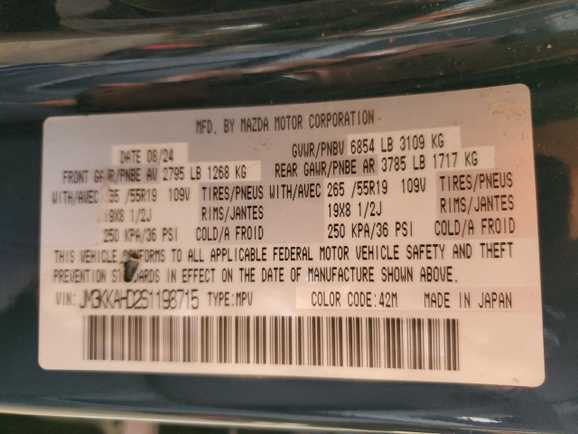 MFD. BY MAZDA MOTOR CORPORATION
DATE 08/24 GVWR/PNBV 6854 LB 3109 KG
FRONT GAWR/PNBE AV 2795 LB 1268 KG REAR GAWR/PNBE AR 3785 LB 1717 KG
WITH/AVEC /55R19 109V TIRES/PNEUS WITH/AVEC 265 /55R19 109V TIRES/PNEUS
19X8 1/2J RIMS/JANTES 19X8 1/2J RIMS/JANTES
250 KPA/36 PSI COLD/A FROID 250 KPA/36 PSI COLD/A FROID
THIS VEHICLE CONFORMS TO ALL APPLICABLE FEDERAL MOTOR VEHICLE SAFETY AND THEFT
PREVENTION STANDARDS IN EFFECT ON THE DATE OF MANUFACTURE SHOWN ABOVE.
VIN: JM3KKAHD2S1198715 TYPE:MPV COLOR CODE:42M MADE IN JAPAN